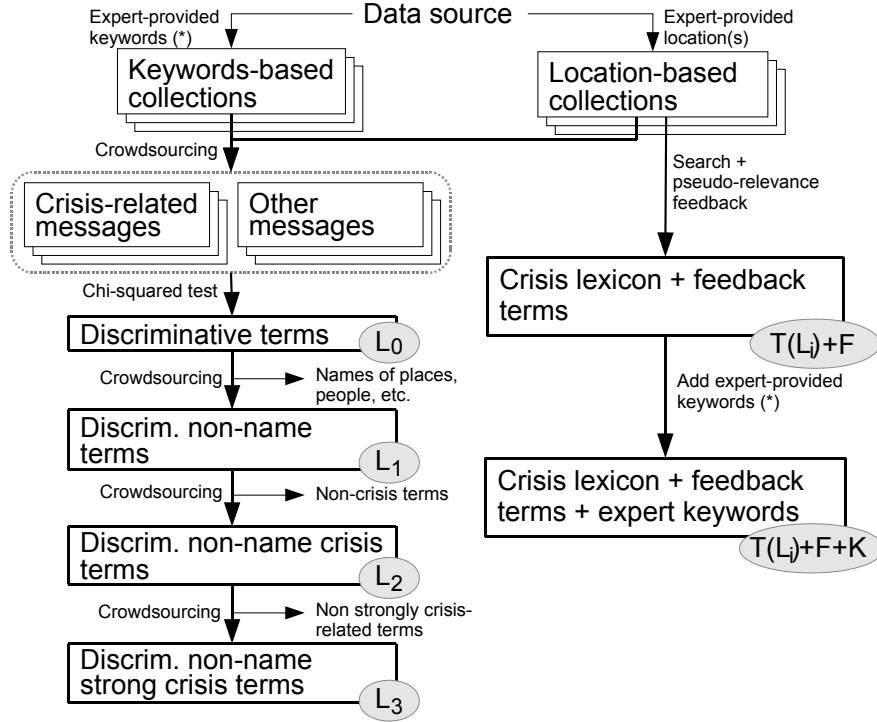 Data source
Expert-provided
keywords (*)
Expert-provided
location(s)
Keywords-based
collections
Location-based
collections
Crowdsourcing
Search +
pseudo-relevance
feedback
Crisis-related
messages
Other
messages
Chi-squared test
Crisis lexicon + feedback
terms
T(Li)+F
Discriminative terms
L0
Crowdsourcing
Names of places,
people, etc.
Add expert-provided
keywords (*)
Discrim. non-name
terms
L1
Crowdsourcing
Non-crisis terms
Crisis lexicon + feedback
terms + expert keywords
T(Li)+F+K
Discrim. non-name crisis
terms
L2
Crowdsourcing
Non strongly crisis-
related terms
Discrim. non-name
strong crisis terms
L3